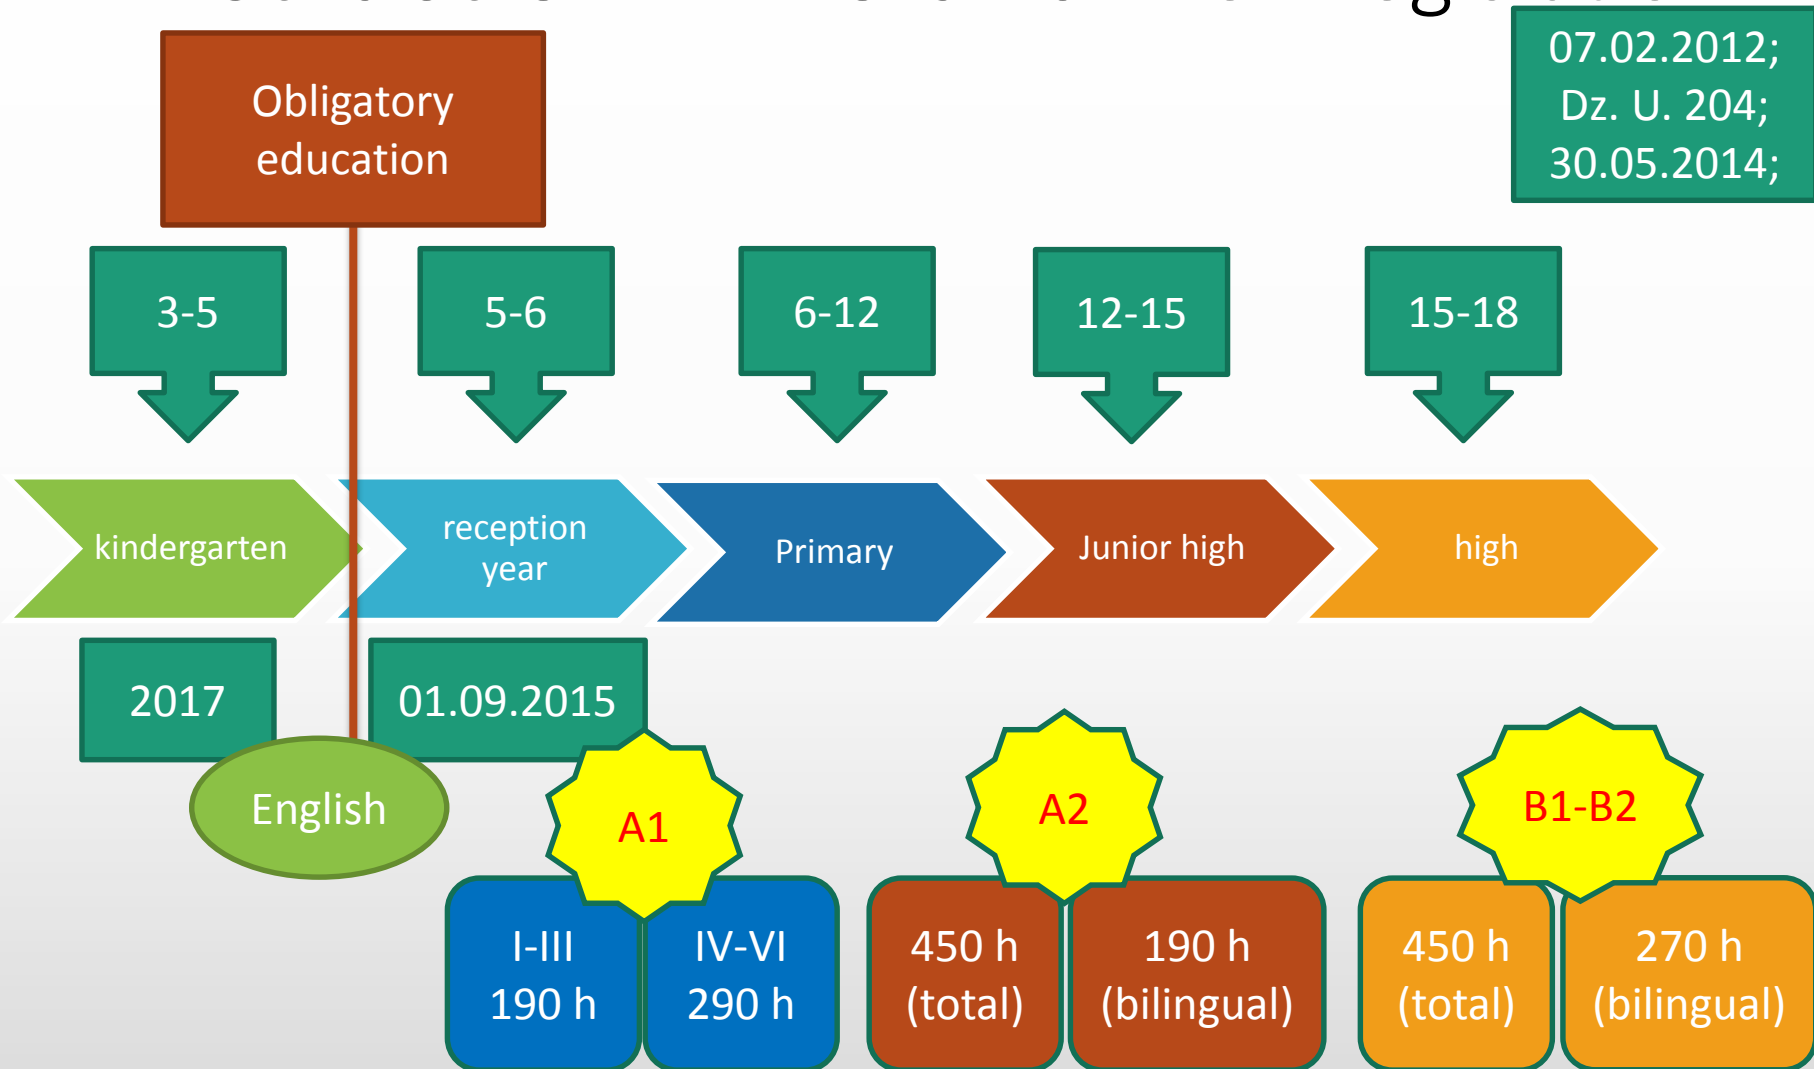 07.02.2012;
Dz. U. 204;
30.05.2014;
Obligatory
education
3-5
5-6
6-12
12-15
15-18
kindergarten
reception
year
Primary
Junior high
high
2017
01.09.2015
English
A1
A2
B1-B2
I-III
190 h
IV-VI
290 h
450 h
(total)
190 h
(bilingual)
450 h
(total)
270 h
(bilingual)